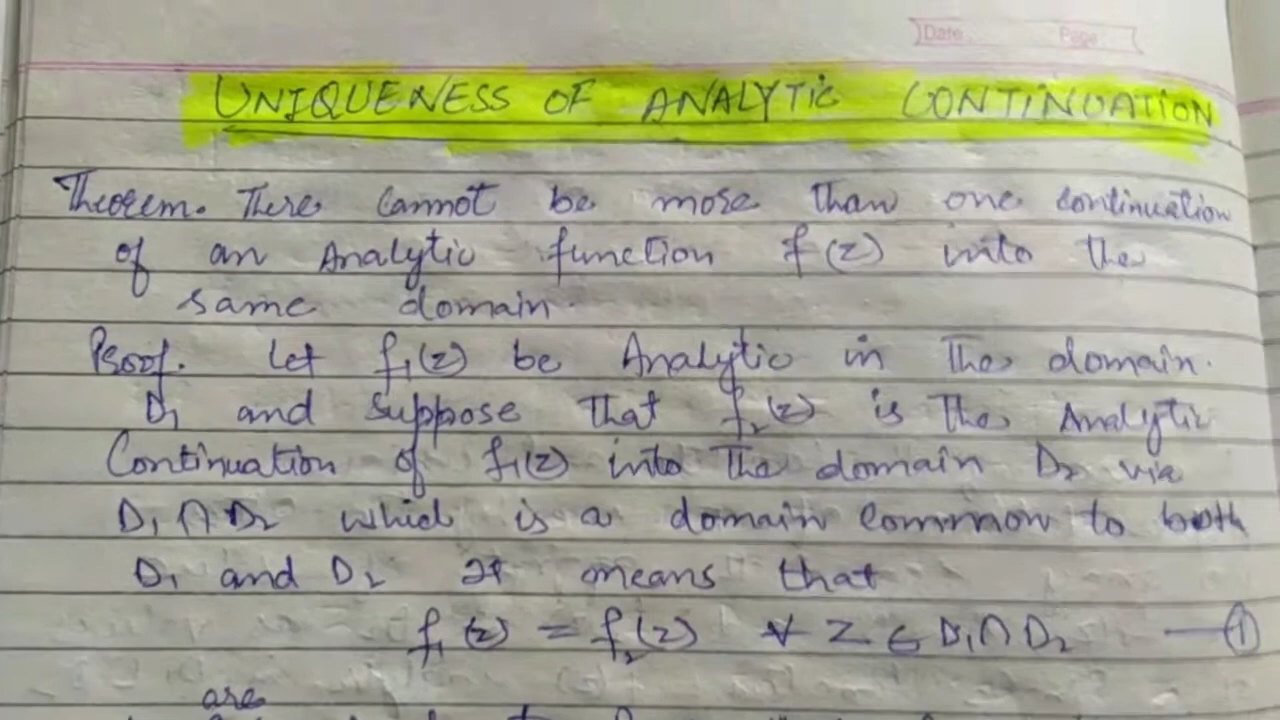 Date Page
UNIQUENESS OF ANALYTIC CONTINUATION
Theorem. There cannot be more than one continuation
of an Analytic function f(z) into the
same domain.
Proof. Let f₁(z) be Analytic in the domain.
D₁ and suppose that f₂(z) is the Analytic
Continuation of f₁(z) into the domain D₂ via
D₁ ∩ D₂ which is a domain common to both
D₁ and D₂ It means that
f₁(z) = f₂(z) ∀ z ∈ D₁ ∩ D₂ —①
are